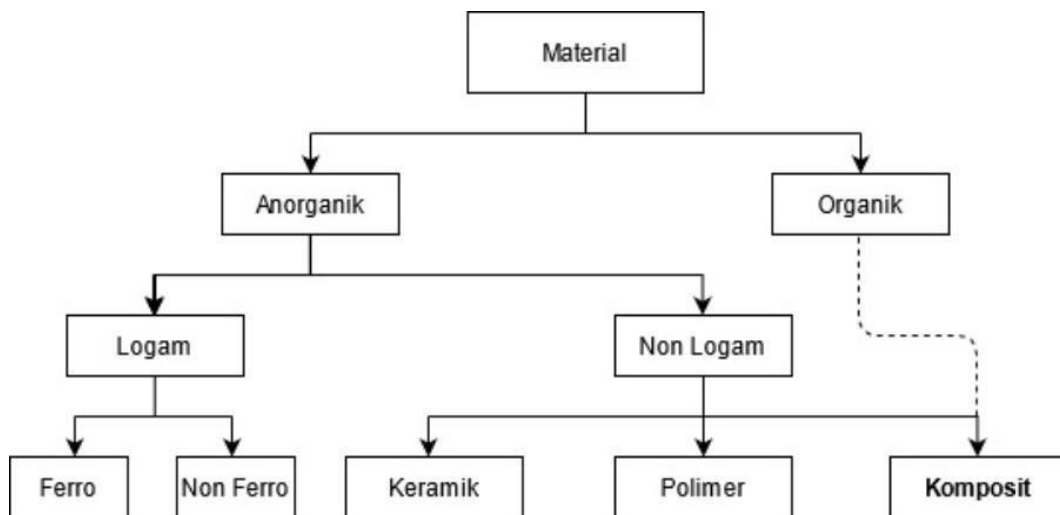 Material
Anorganik
Organik
Logam
Non Logam
Ferro
Non Ferro
Keramik
Polimer
Komposit